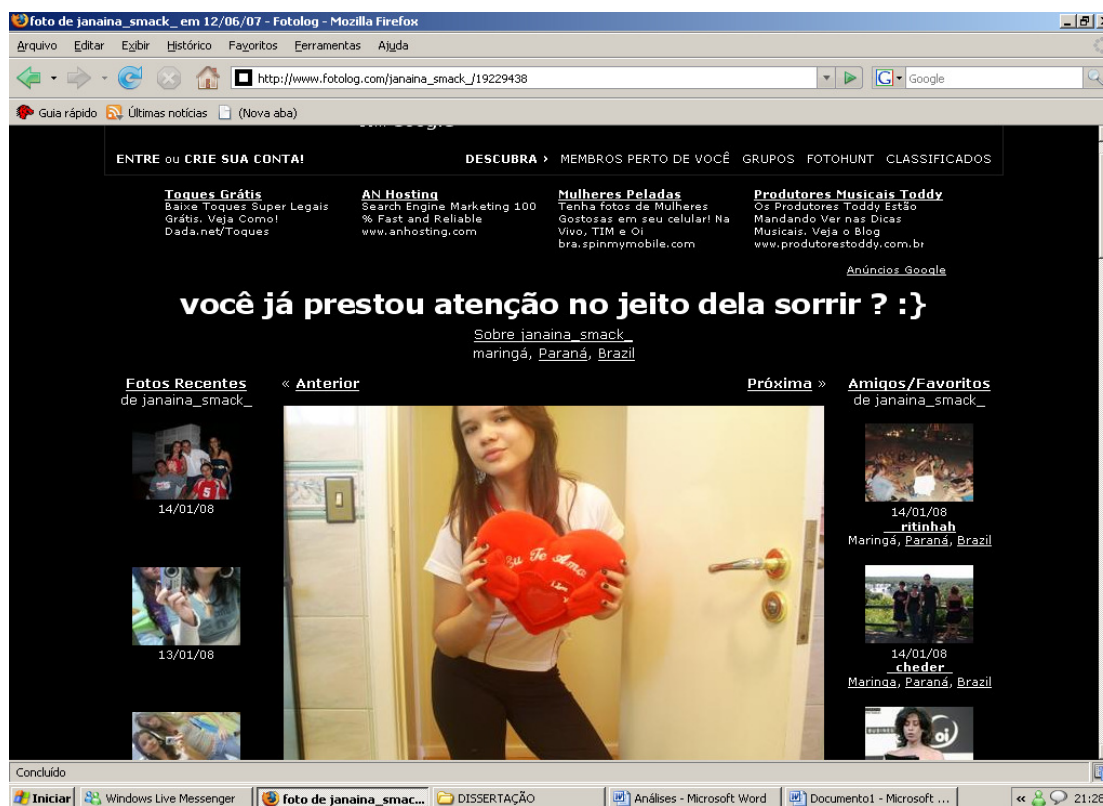 foto de janaina_smack_ em 12/06/07 - Fotolog - Mozilla Firefox
Arquivo Editar Exibir Histórico Favoritos Ferramentas Ajuda
http://www.fotolog.com/janaina_smack_/19229438
G Google
Guia rápido Últimas notícias (Nova aba)
ENTRE ou CRIE SUA CONTA! DESCUBRA > MEMBROS PERTO DE VOCÊ GRUPOS FOTOHUNT CLASSIFICADOS
Toques Grátis
Baixe Toques Super Legais
Grátis. Veja Como!
Dada.net/Toques
AN Hosting
Search Engine Marketing 100
% Fast and Reliable
www.anhosting.com
Mulheres Peladas
Tenha fotos de Mulheres
Gostosas em seu celular! Na
Vivo, TIM e Oi
bra.spinmymobile.com
Produtores Musicais Toddy
Os Produtores Toddy Estão
Mandando Ver nas Dicas
Musicais. Veja o Blog
www.produtorestoddy.com.br
Anúncios Google
você já prestou atenção no jeito dela sorrir ? :}
Sobre janaina_smack_
maringá, Paraná, Brazil
Fotos Recentes
de janaina_smack_
14/01/08
13/01/08
« Anterior
Próxima »
Eu Te Amo
5
Amigos/Favoritos
de janaina_smack_
14/01/08
__ritinhah
Maringá, Paraná, Brazil
14/01/08
_cheder_
Maringa, Paraná, Brazil
oi
Concluído
Iniciar Windows Live Messenger foto de janaina_smac... DISSERTAÇÃO Análises - Microsoft Word Documento1 - Microsoft ... « 21:28